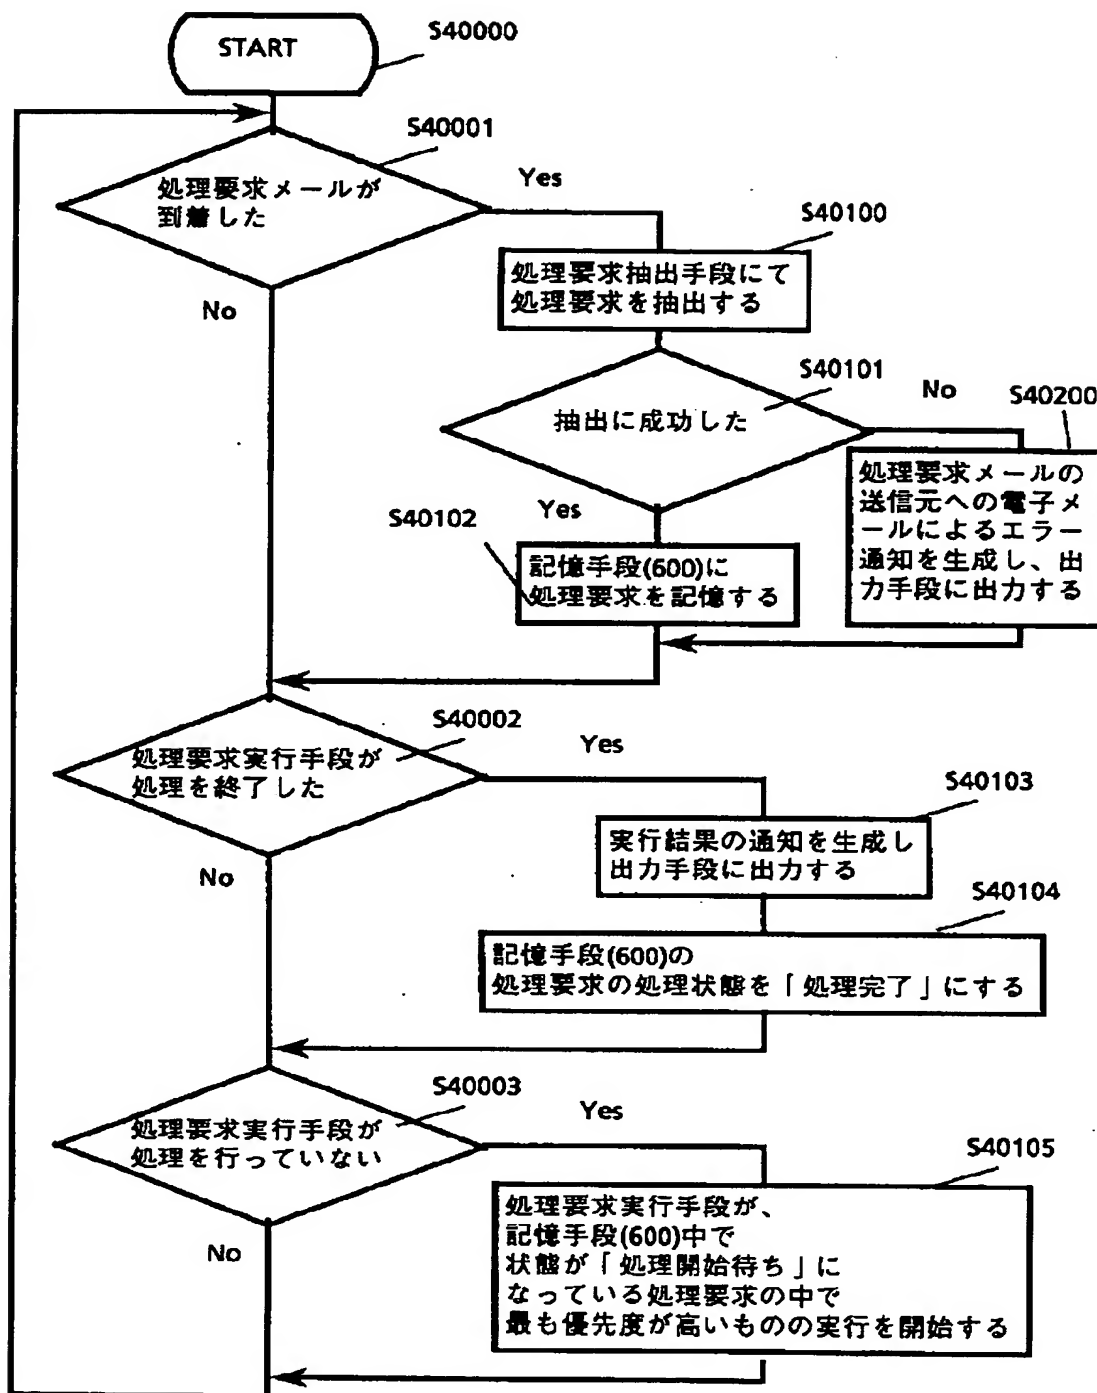 START
S40000
S40001
処理要求メールが
到着した
Yes
No
S40100
処理要求抽出手段にて
処理要求を抽出する
S40101
抽出に成功した
No
S40200
Yes
処理要求メールの
送信元への電子メ
ールによるエラー
通知を生成し、出
力手段に出力する
S40102
記憶手段(600)に
処理要求を記憶する
S40002
処理要求実行手段が
処理を終了した
Yes
No
S40103
実行結果の通知を生成し
出力手段に出力する
S40104
記憶手段(600)の
処理要求の処理状態を「処理完了」にする
S40003
処理要求実行手段が
処理を行っていない
Yes
No
S40105
処理要求実行手段が、
記憶手段(600)中で
状態が「処理開始待ち」に
なっている処理要求の中で
最も優先度が高いものの実行を開始する